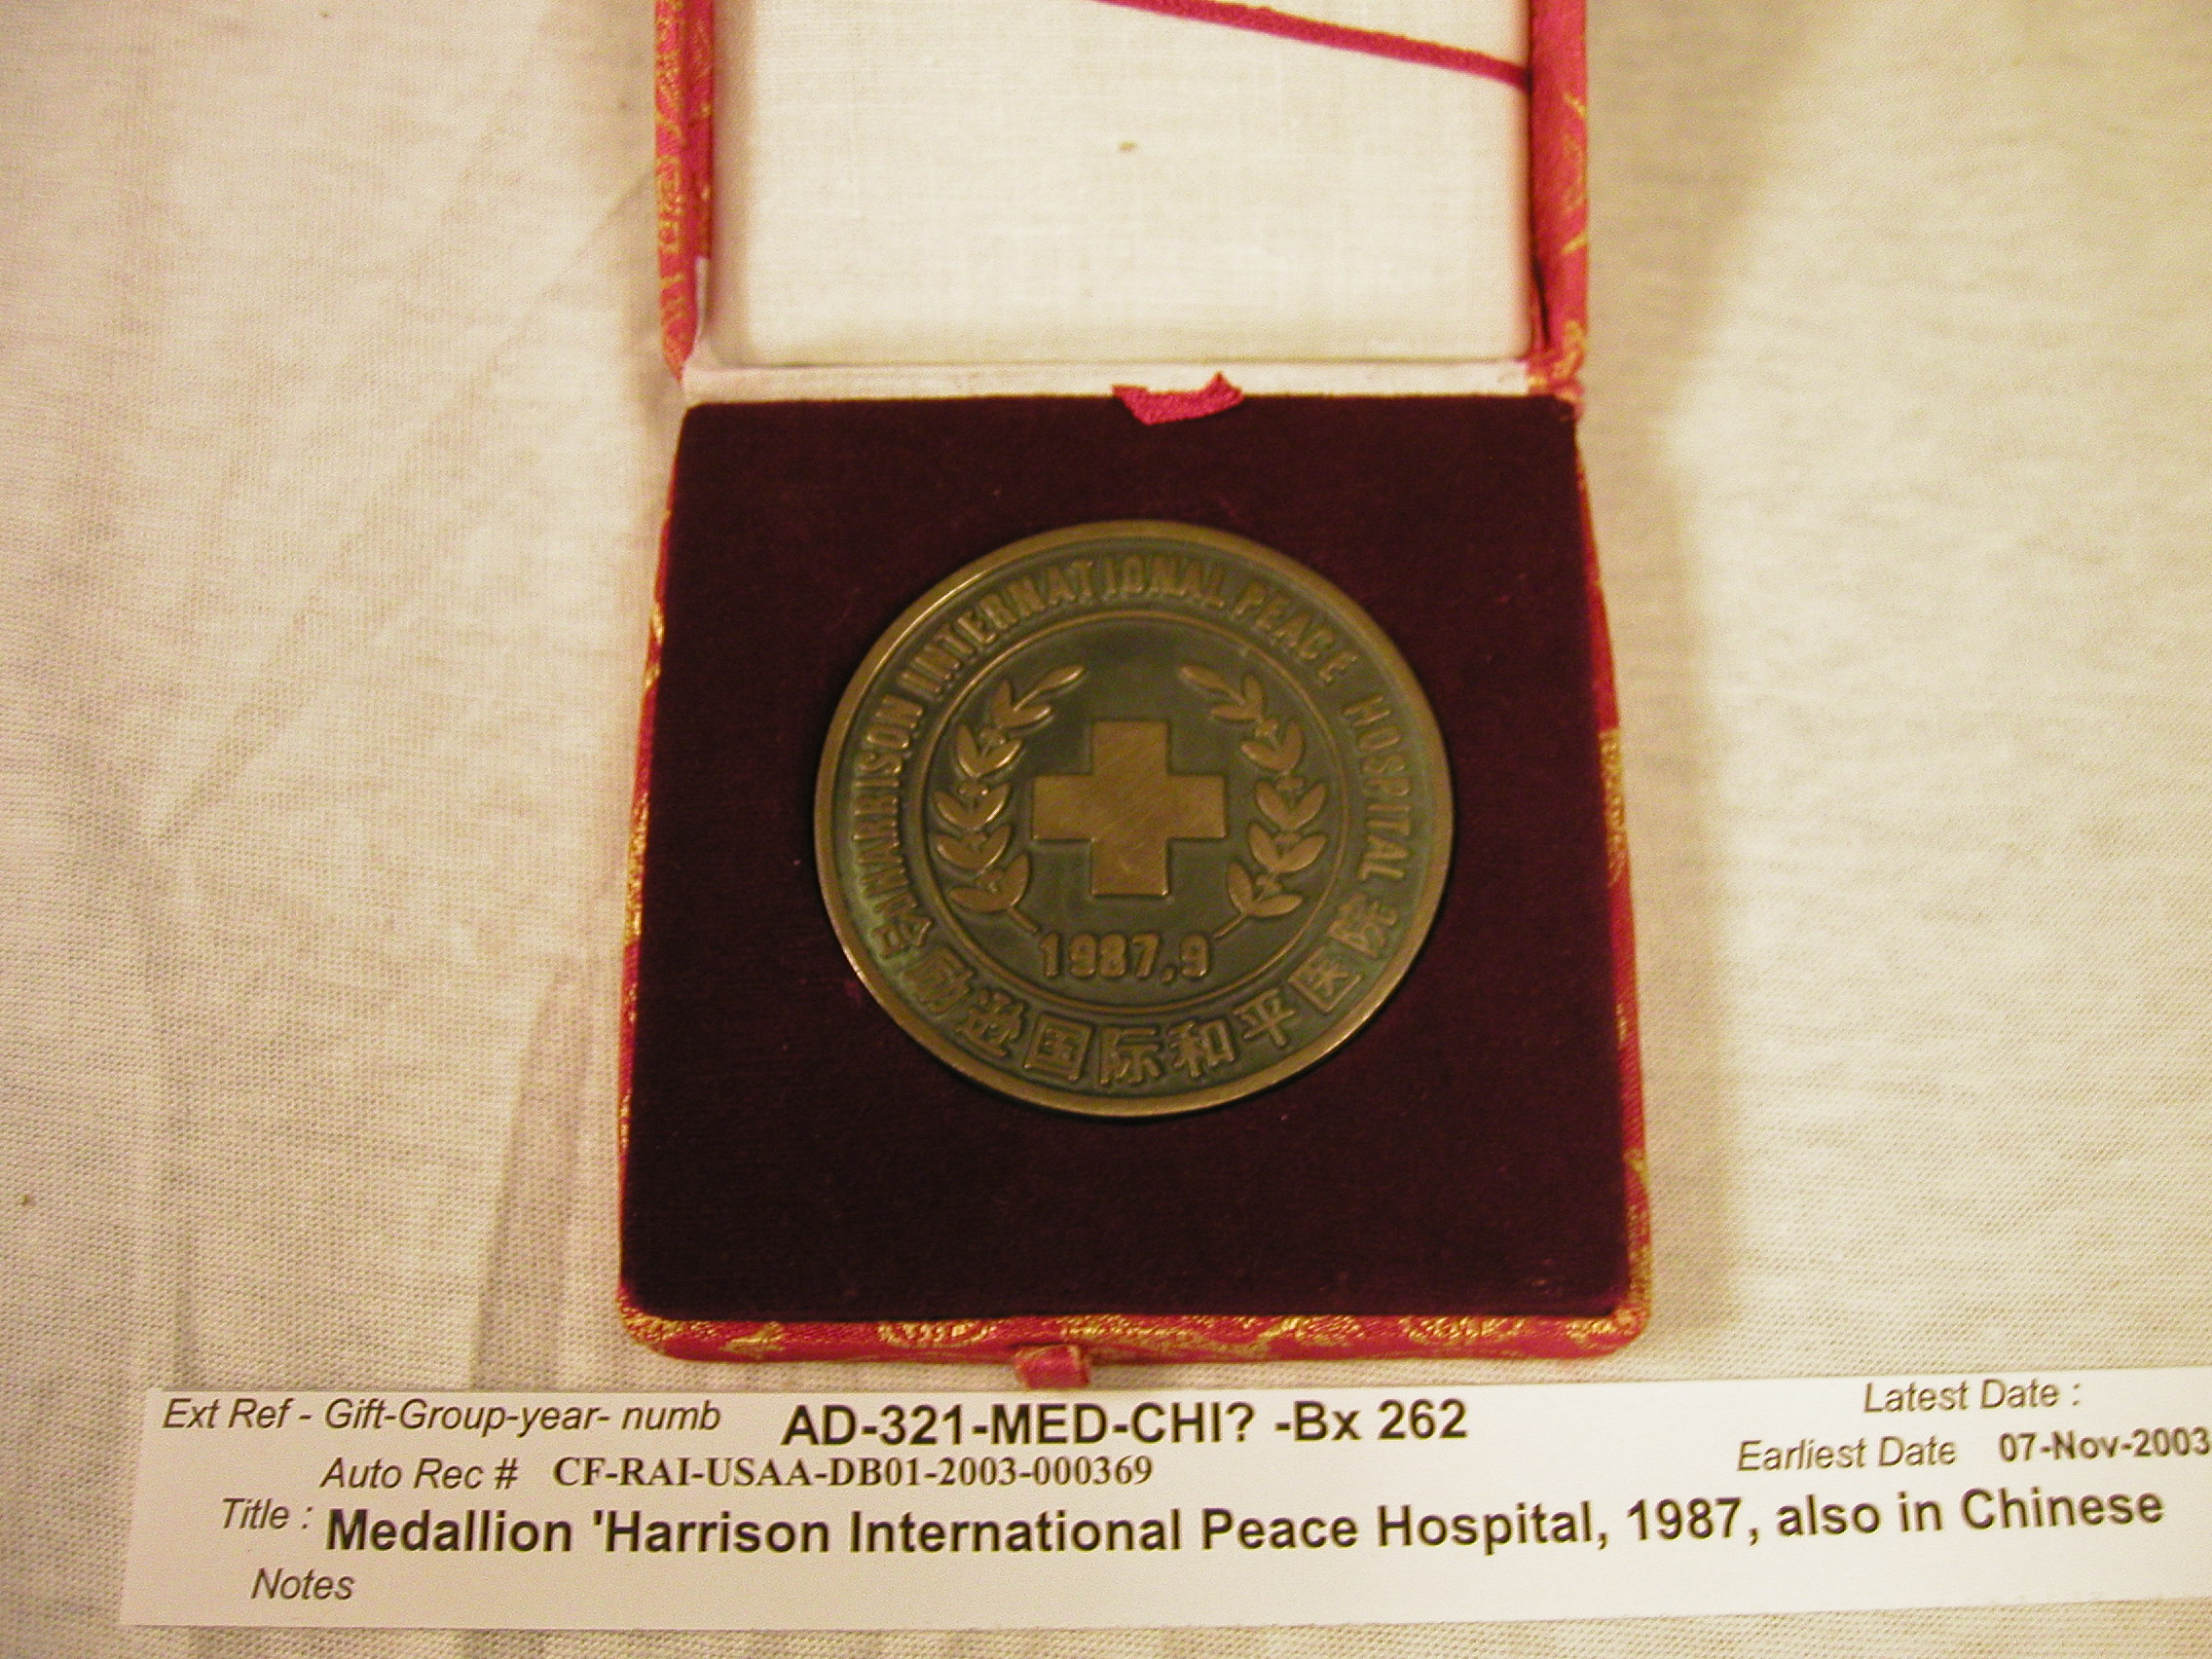 HARRISON INTERNATIONAL PEACE HOSPITAL
1987,9
哈励逊国际和平医院
Ext Ref - Gift-Group-year- numb AD-321-MED-CHI? -Bx 262 Latest Date :
Auto Rec # CF-RAI-USAA-DB01-2003-000369 Earliest Date 07-Nov-2003
Title : Medallion 'Harrison International Peace Hospital, 1987, also in Chinese
Notes